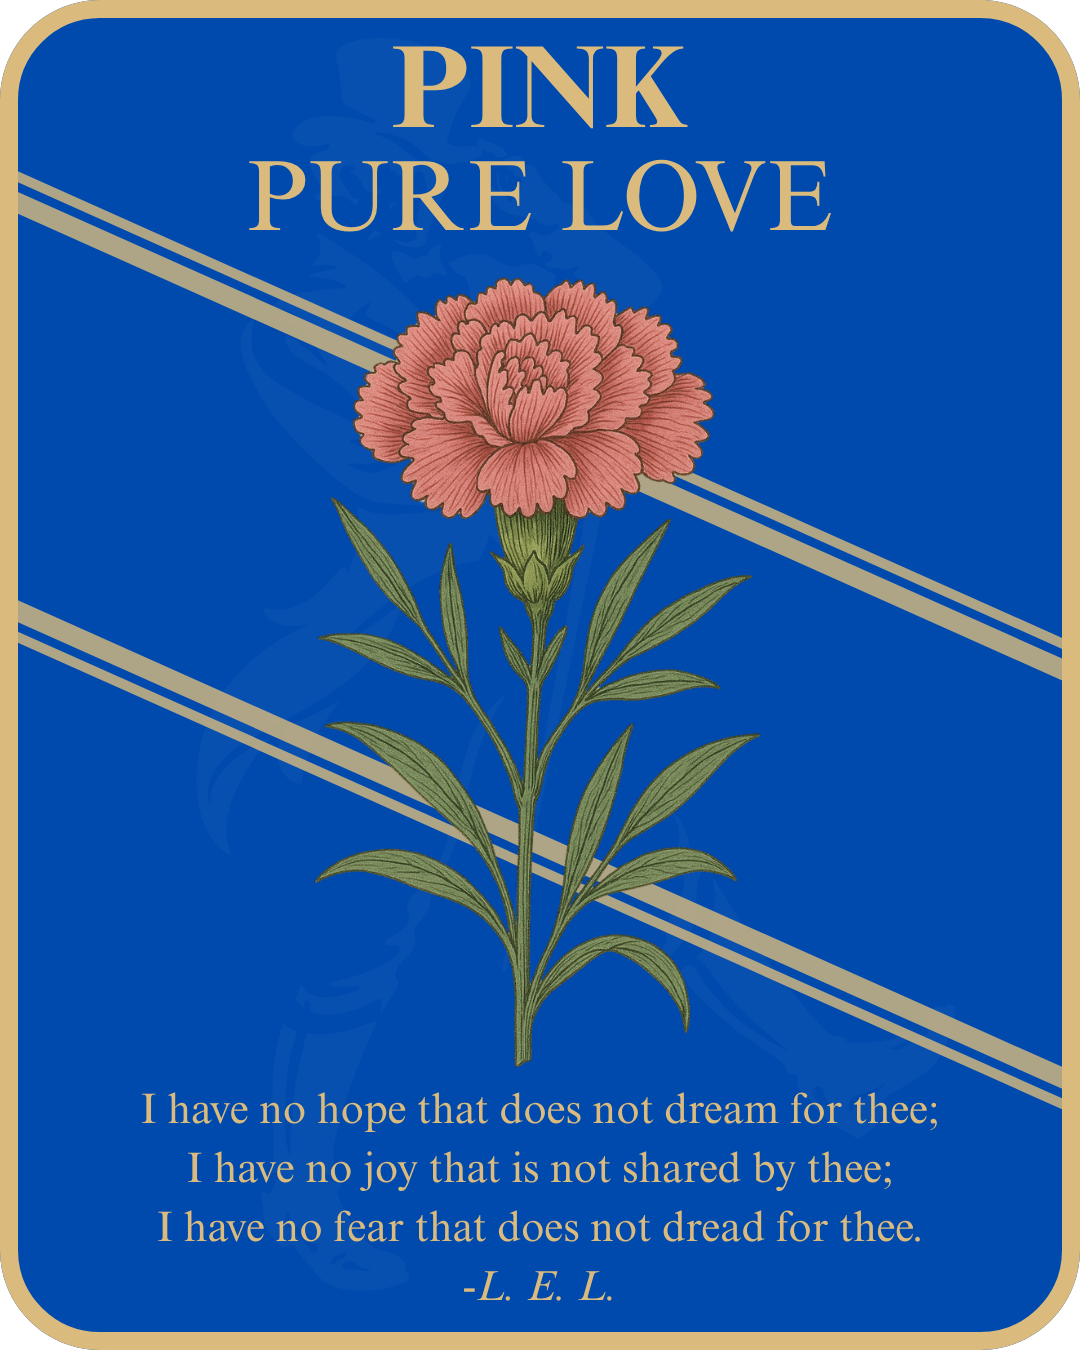 PINK
PURE LOVE
I have no hope that does not dream for thee;
I have no joy that is not shared by thee;
I have no fear that does not dread for thee.
-L. E. L.